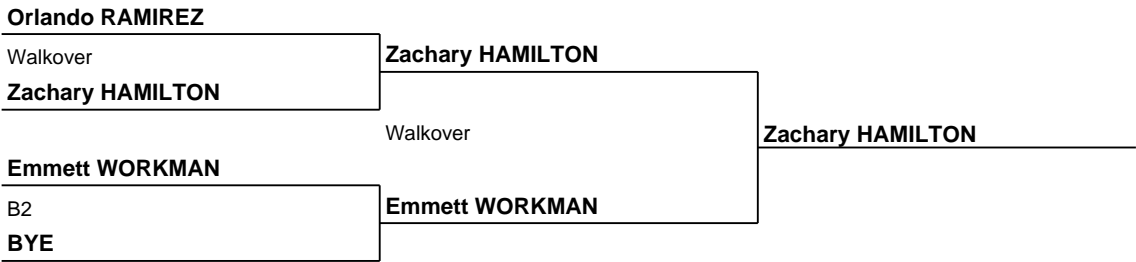 Orlando RAMIREZ
Walkover
Zachary HAMILTON
Zachary HAMILTON
Walkover
Zachary HAMILTON
Emmett WORKMAN
B2
Emmett WORKMAN
BYE